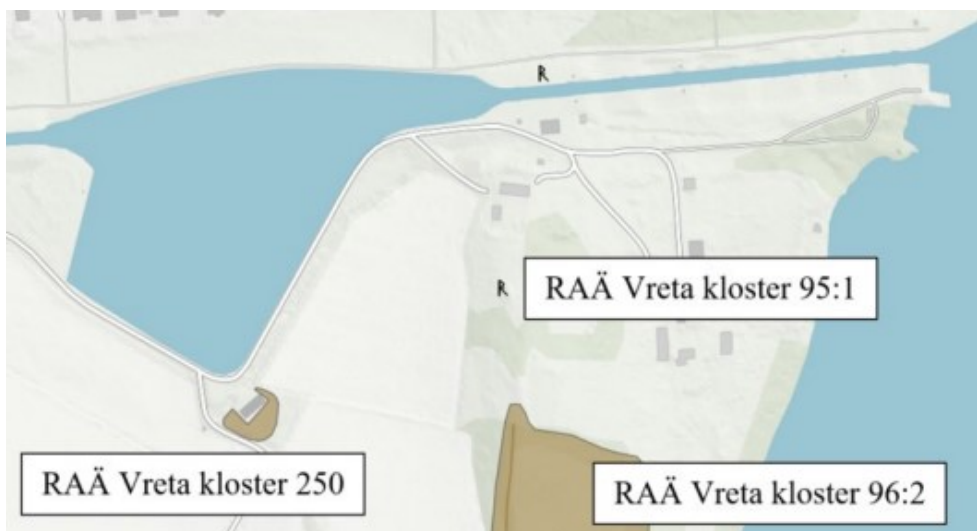 R
R
RAÄ Vreta kloster 95:1
RAÄ Vreta kloster 250
RAÄ Vreta kloster 96:2